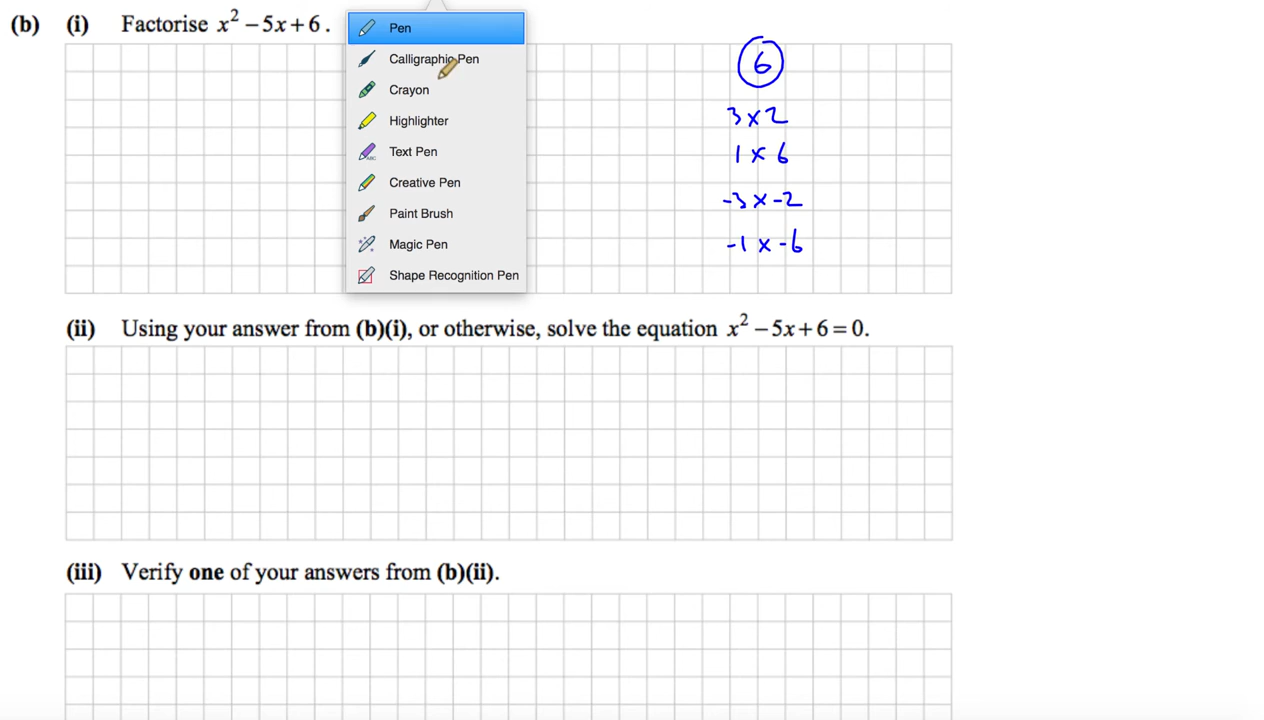 (b) (i) Factorise x² − 5x + 6.
Pen
Calligraphic Pen
Crayon
Highlighter
Text Pen
ABC
Creative Pen
Paint Brush
Magic Pen
Shape Recognition Pen
6
3 x 2
1 x 6
-3 x -2
-1 x -6
(ii) Using your answer from (b)(i), or otherwise, solve the equation x² − 5x + 6 = 0.
(iii) Verify one of your answers from (b)(ii).